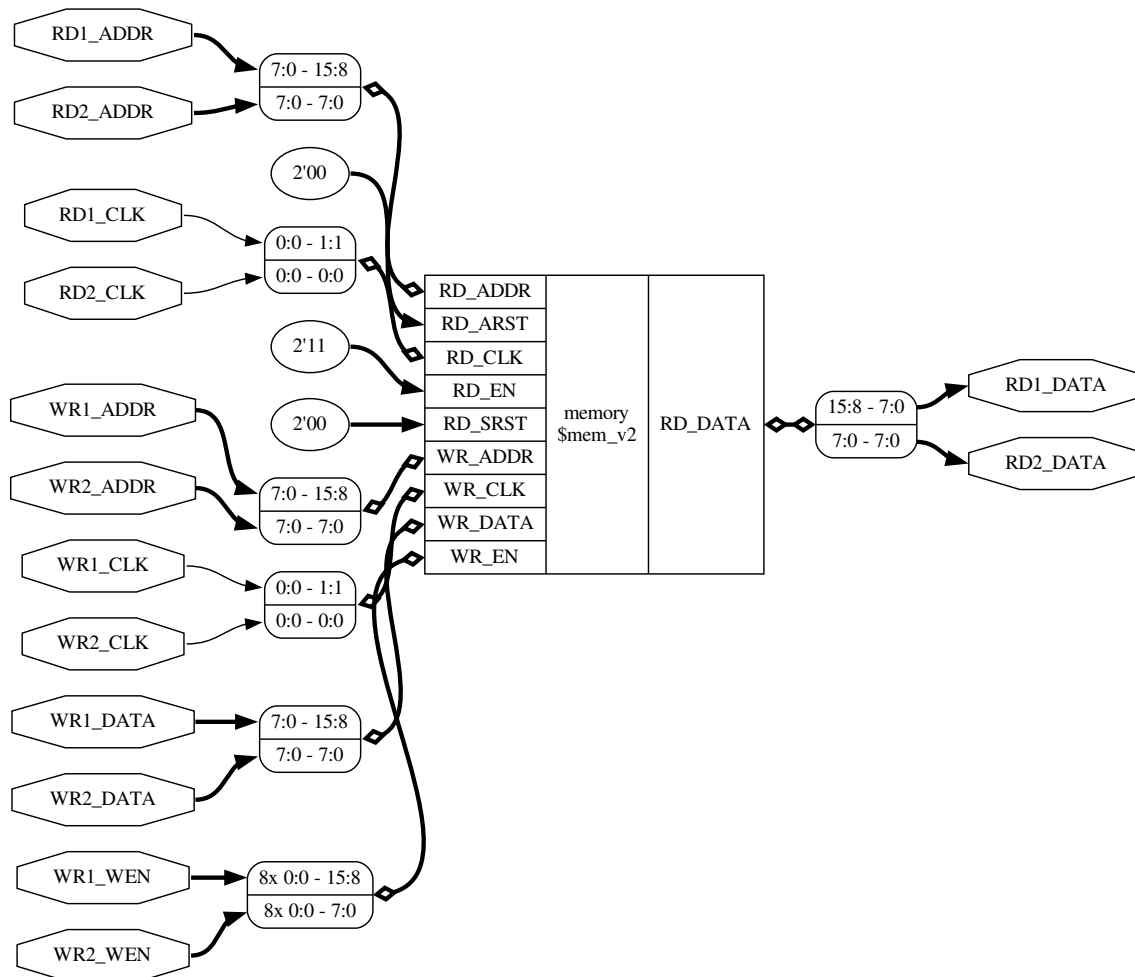 RD1_ADDR
RD2_ADDR
7:0 - 15:8
7:0 - 7:0
2'00
RD1_CLK
RD2_CLK
0:0 - 1:1
0:0 - 0:0
2'11
2'00
WR1_ADDR
WR2_ADDR
7:0 - 15:8
7:0 - 7:0
WR1_CLK
WR2_CLK
0:0 - 1:1
0:0 - 0:0
WR1_DATA
WR2_DATA
7:0 - 15:8
7:0 - 7:0
WR1_WEN
WR2_WEN
8x 0:0 - 15:8
8x 0:0 - 7:0
RD_ADDR
RD_ARST
RD_CLK
RD_EN
RD_SRST
WR_ADDR
WR_CLK
WR_DATA
WR_EN
memory
$mem_v2
RD_DATA
15:8 - 7:0
7:0 - 7:0
RD1_DATA
RD2_DATA